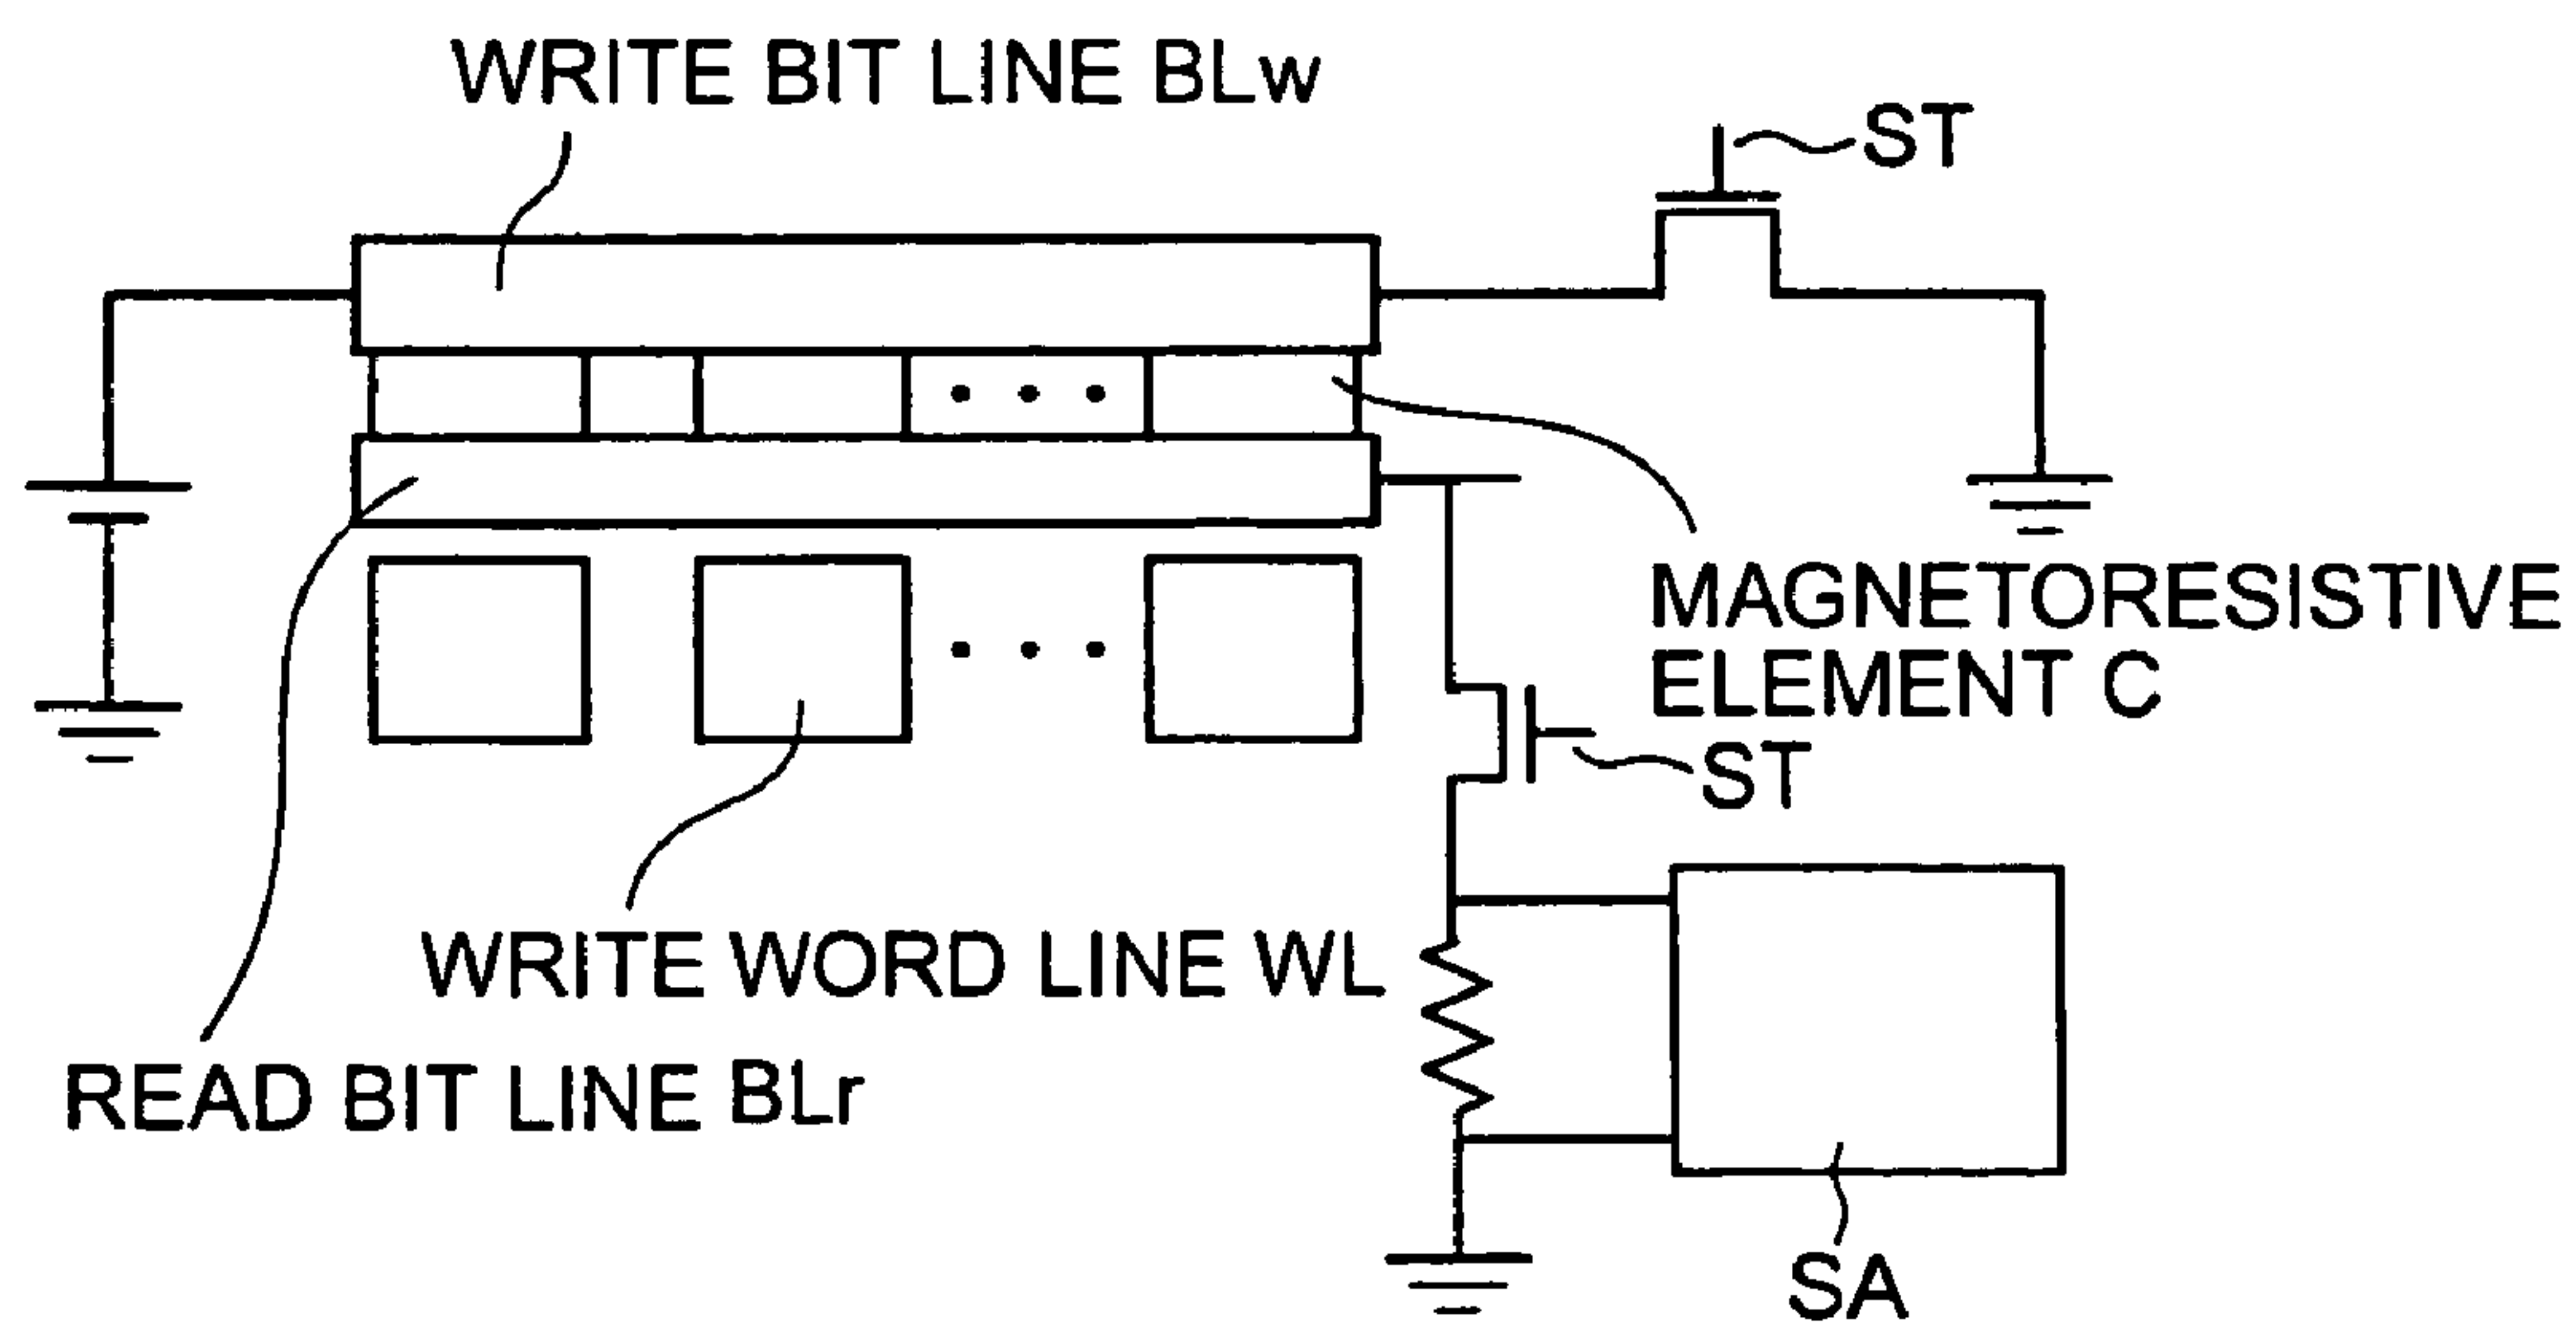 WRITE BIT LINE BLw
ST
MAGNETORESISTIVE
ELEMENT C
ST
WRITE WORD LINE WL
READ BIT LINE BLr
SA